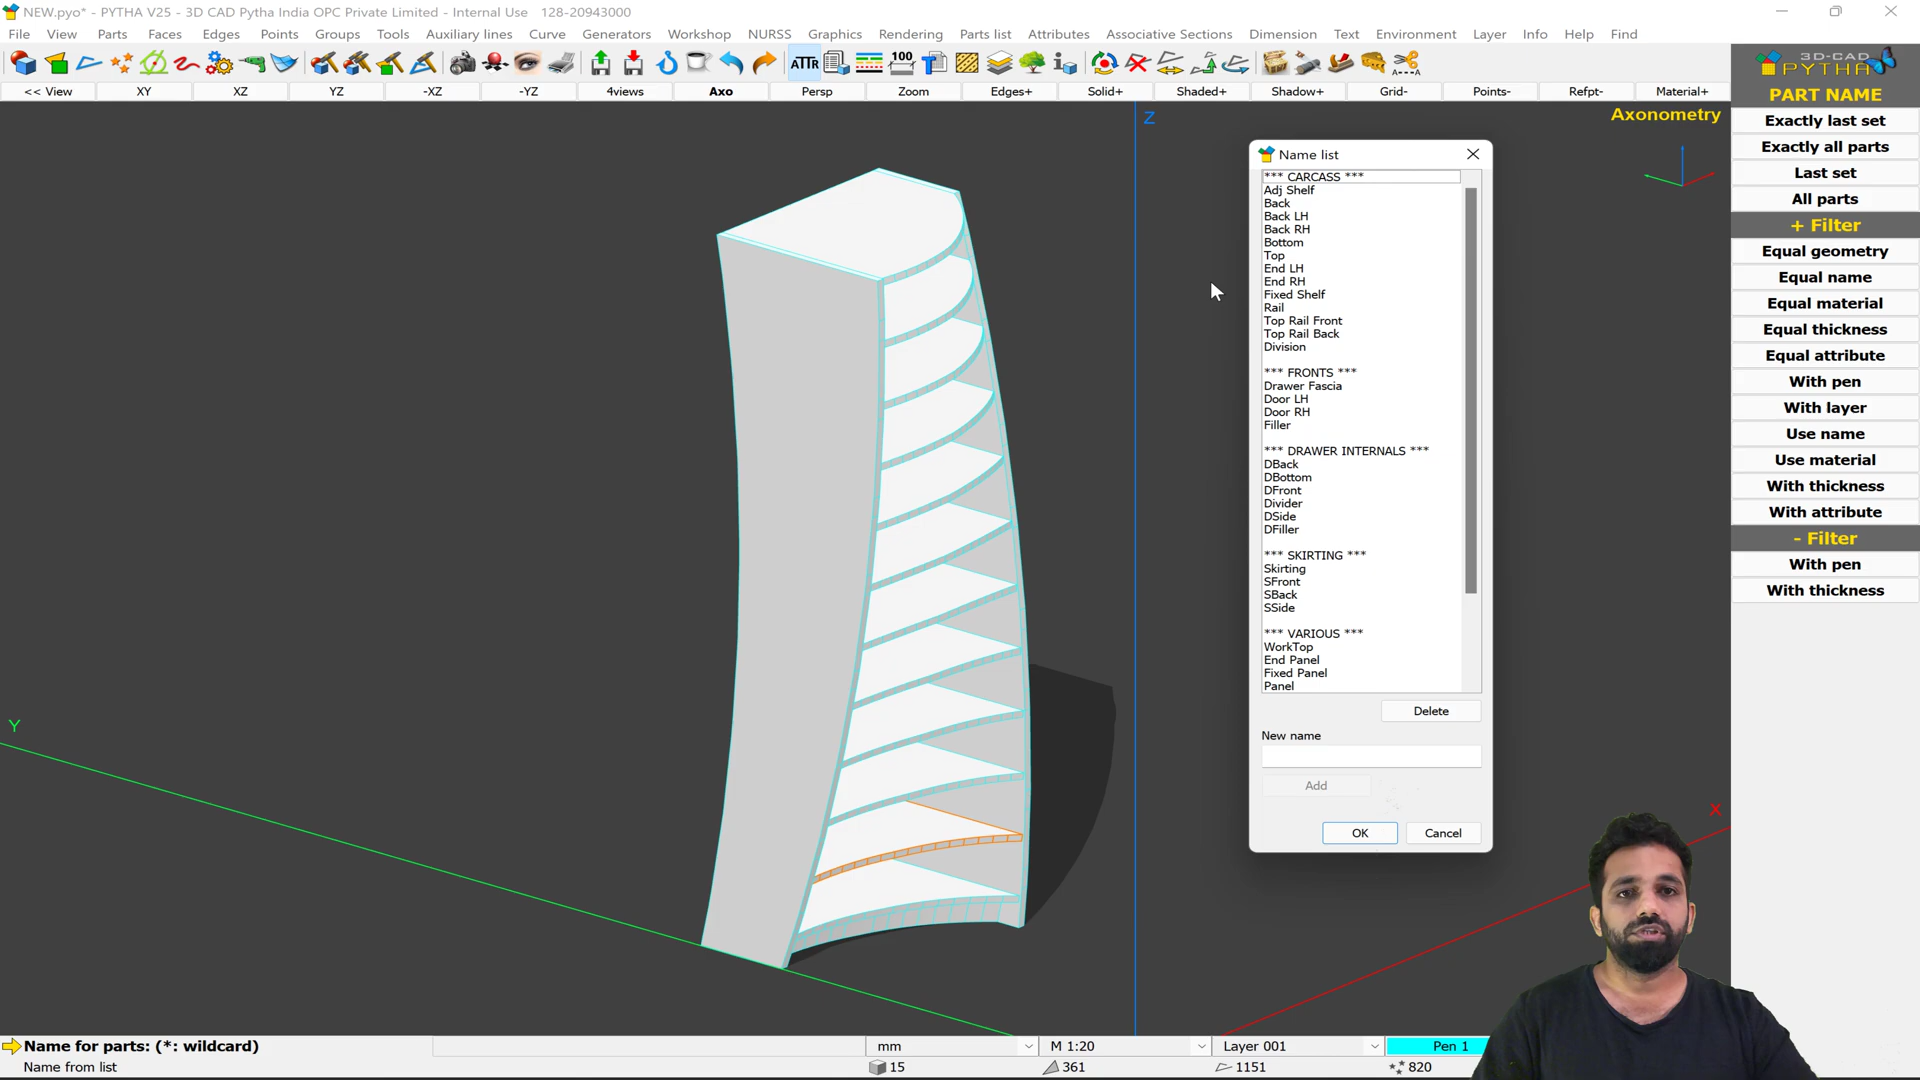 NEW.pyo* - PYTHA V25 - 3D CAD Pytha India OPC Private Limited - Internal Use 128-20943000
File View Parts Faces Edges Points Groups Tools Auxiliary lines Curve Generators Workshop NURSS Graphics Rendering Parts list Attributes Associative Sections Dimension Text Environment Layer Info Help Find
ATTR 100
<< View XY XZ YZ -XZ -YZ 4views Axo Persp Zoom Edges+ Solid+ Shaded+ Shadow+ Grid- Points- Refpt- Material+
3D-CAD
PYTHA
PART NAME
Exactly last set
Exactly all parts
Last set
All parts
+ Filter
Equal geometry
Equal name
Equal material
Equal thickness
Equal attribute
With pen
With layer
Use name
Use material
With thickness
With attribute
- Filter
With pen
With thickness
Axonometry
Z
Y
X
Name list
*** CARCASS ***
Adj Shelf
Back
Back LH
Back RH
Bottom
Top
End LH
End RH
Fixed Shelf
Rail
Top Rail Front
Top Rail Back
Division
*** FRONTS ***
Drawer Fascia
Door LH
Door RH
Filler
*** DRAWER INTERNALS ***
DBack
DBottom
DFront
Divider
DSide
DFiller
*** SKIRTING ***
Skirting
SFront
SBack
SSide
*** VARIOUS ***
WorkTop
End Panel
Fixed Panel
Panel
Delete
New name
Add
OK Cancel
Name for parts: (*: wildcard) mm M 1:20 Layer 001 Pen 1
Name from list 15 361 1151 820